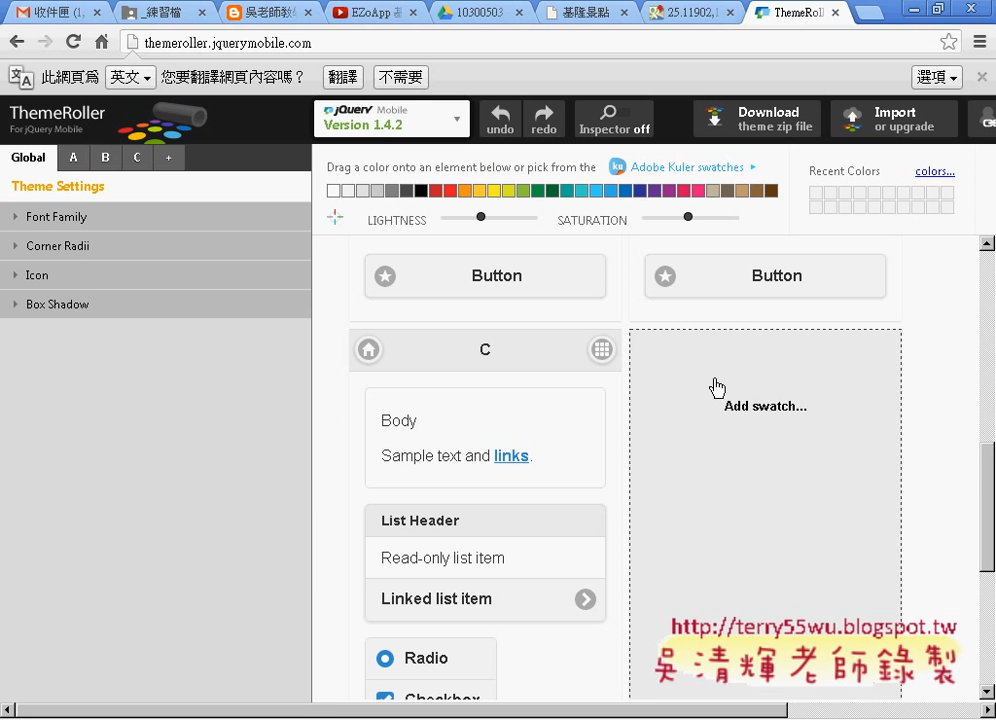 收件匣 (1,
_練習檔
吳老師教
EZoApp
10300503
基隆景點
25.11902,1
ThemeRoll
themeroller.jquerymobile.com
此網頁為 英文 您要翻譯網頁內容嗎？ 翻譯 不需要 選項
ThemeRoller
For jQuery Mobile
jQuery Mobile
Version 1.4.2
undo
redo
Inspector off
Download
theme zip file
Import
or upgrade
Global A B C +
Theme Settings
Font Family
Corner Radii
Icon
Box Shadow
Drag a color onto an element below or pick from the Adobe Kuler swatches
LIGHTNESS SATURATION
Recent Colors colors...
Button
Button
C
Body
Sample text and links.
List Header
Read-only list item
Linked list item
Radio
Checkbox
Add swatch...
http://terry55wu.blogspot.tw
吳清輝老師錄製